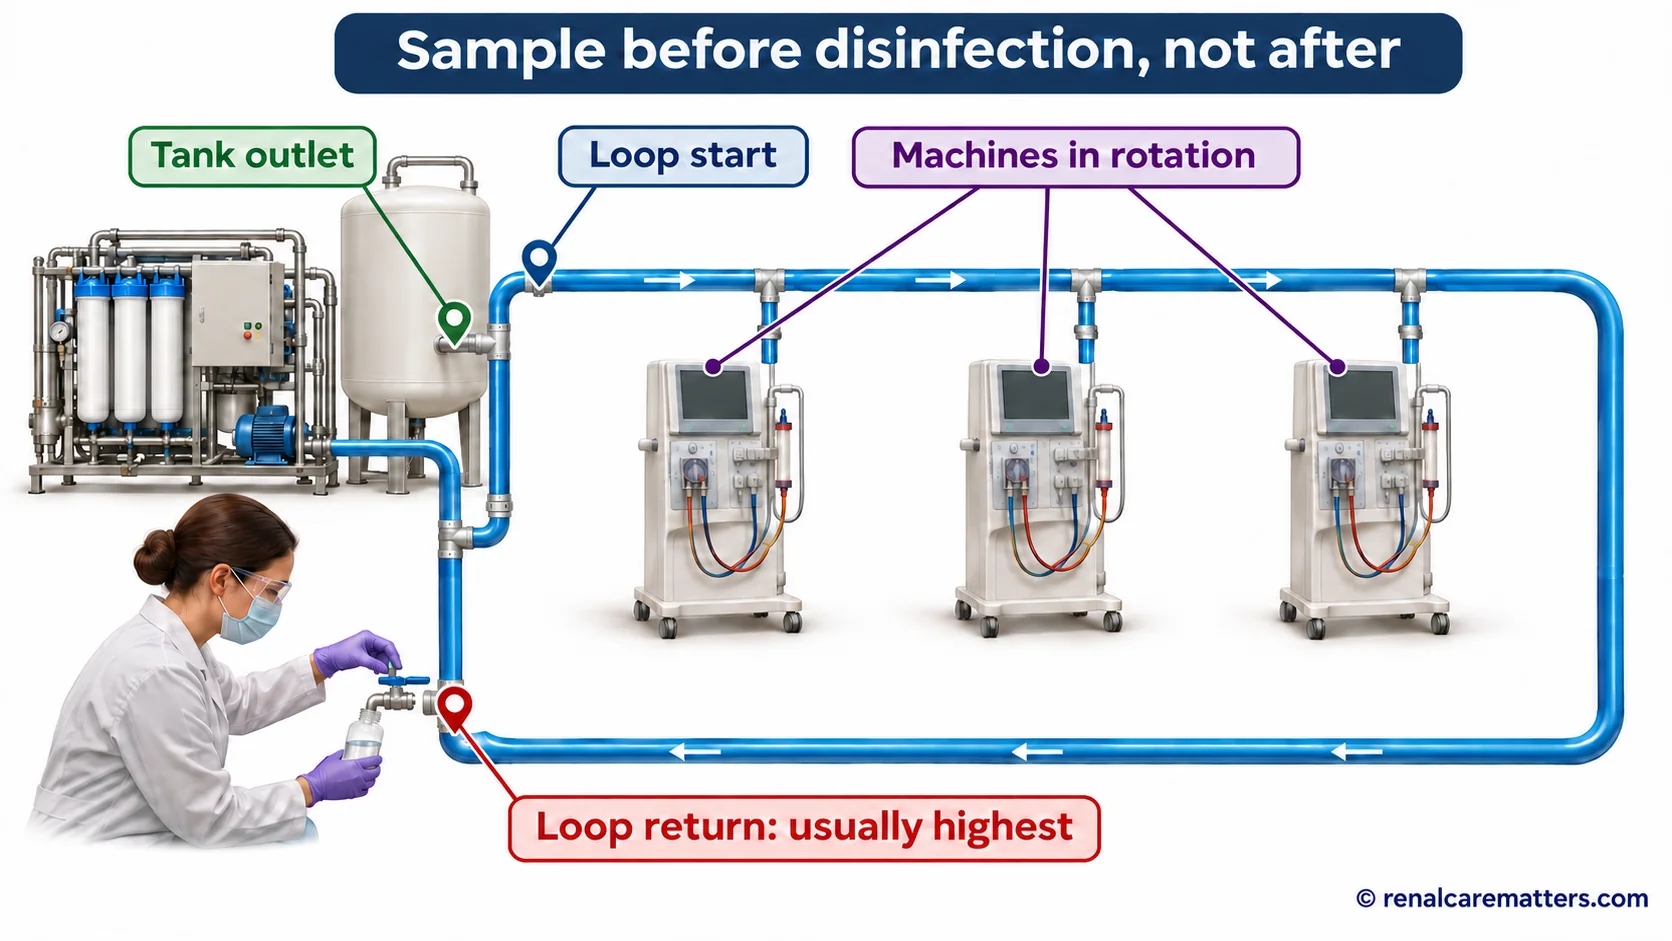 Sample before disinfection, not after
Tank outlet
Loop start
Machines in rotation
Loop return: usually highest
© renalcarematters.com